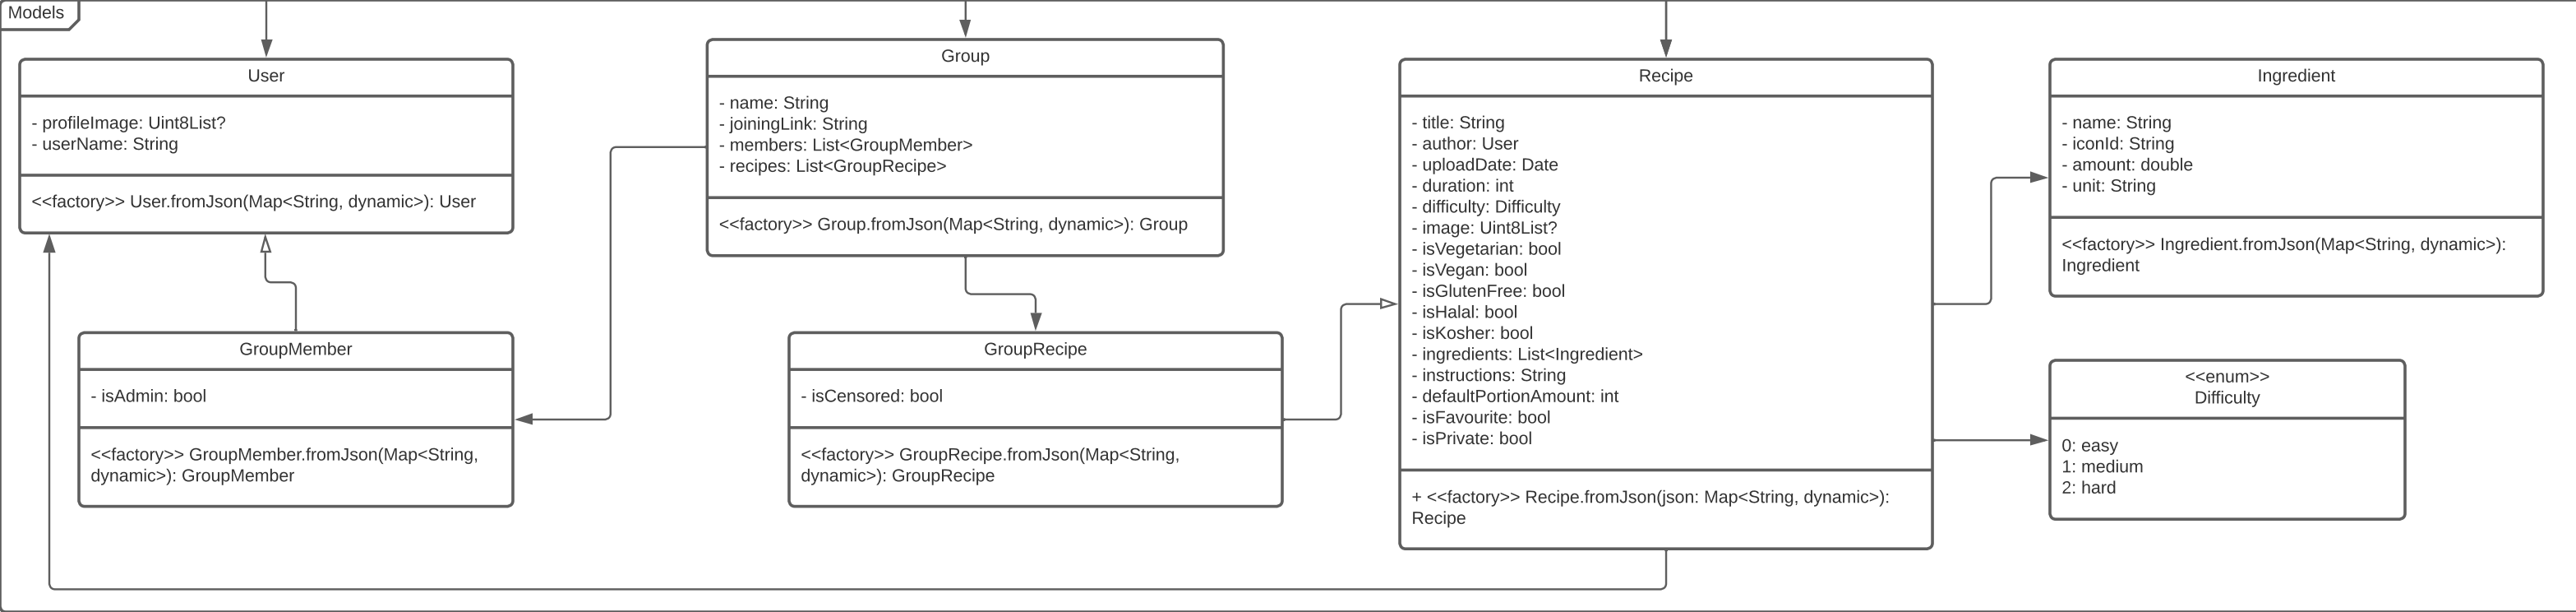 Models
User
- profileImage: Uint8List?
- userName: String
<<factory>> User.fromJson(Map<String, dynamic>): User
GroupMember
- isAdmin: bool
<<factory>> GroupMember.fromJson(Map<String,
dynamic>): GroupMember
Group
- name: String
- joiningLink: String
- members: List<GroupMember>
- recipes: List<GroupRecipe>
<<factory>> Group.fromJson(Map<String, dynamic>): Group
GroupRecipe
- isCensored: bool
<<factory>> GroupRecipe.fromJson(Map<String,
dynamic>): GroupRecipe
Recipe
- title: String
- author: User
- uploadDate: Date
- duration: int
- difficulty: Difficulty
- image: Uint8List?
- isVegetarian: bool
- isVegan: bool
- isGlutenFree: bool
- isHalal: bool
- isKosher: bool
- ingredients: List<Ingredient>
- instructions: String
- defaultPortionAmount: int
- isFavourite: bool
- isPrivate: bool
+ <<factory>> Recipe.fromJson(json: Map<String, dynamic>):
Recipe
Ingredient
- name: String
- iconId: String
- amount: double
- unit: String
<<factory>> Ingredient.fromJson(Map<String, dynamic>):
Ingredient
<<enum>>
Difficulty
0: easy
1: medium
2: hard